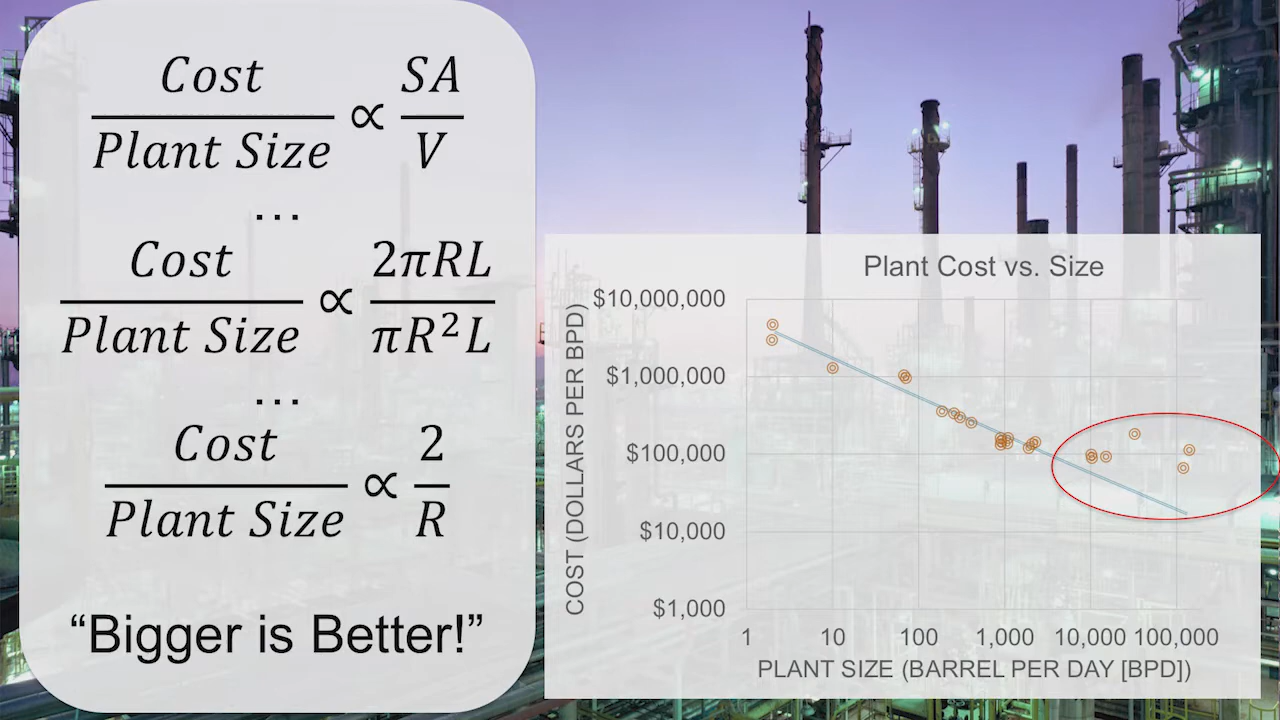 Cost / Plant Size ∝ SA / V
…
Cost / Plant Size ∝ 2πRL / πR²L
…
Cost / Plant Size ∝ 2 / R
“Bigger is Better!”
Plant Cost vs. Size
COST (DOLLARS PER BPD)
$10,000,000
$1,000,000
$100,000
$10,000
$1,000
1 10 100 1,000 10,000 100,000
PLANT SIZE (BARREL PER DAY [BPD])